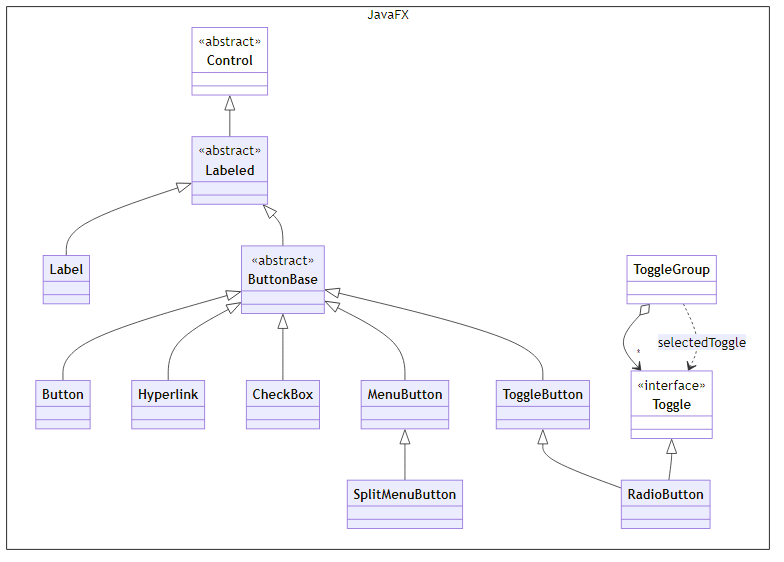 JavaFX
«abstract»
Control
«abstract»
Labeled
Label
«abstract»
ButtonBase
ToggleGroup
selectedToggle
*
Button
Hyperlink
CheckBox
MenuButton
ToggleButton
«interface»
Toggle
SplitMenuButton
RadioButton